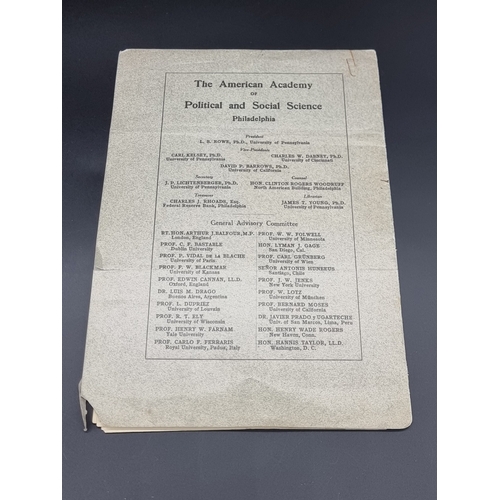 The American Academy
OF
Political and Social Science
Philadelphia
President
L. S. ROWE, Ph.D., University of Pennsylvania
Vice-Presidents
CARL KELSEY, Ph.D.
University of Pennsylvania
CHARLES W. DABNEY, Ph.D.
University of Cincinnati
DAVID P. BARROWS, Ph.D.
University of California
Secretary
J. P. LICHTENBERGER, Ph.D.
University of Pennsylvania
Counsel
HON. CLINTON ROGERS WOODRUFF
North American Building, Philadelphia
Treasurer
CHARLES J. RHOADS, Esq.
Federal Reserve Bank, Philadelphia
Librarian
JAMES T. YOUNG, Ph.D.
University of Pennsylvania
General Advisory Committee
RT. HON. ARTHUR J. BALFOUR, M.P.
London, England
PROF. C. F. BASTABLE
Dublin University
PROF. P. VIDAL DE LA BLACHE
University of Paris
PROF. F. W. BLACKMAR
University of Kansas
PROF. EDWIN CANNAN, LL.D.
Oxford, England
DR. LUIS M. DRAGO
Buenos Aires, Argentina
PROF. L. DUPRIEZ
University of Louvain
PROF. R. T. ELY
University of Wisconsin
PROF. HENRY W. FARNAM
Yale University
PROF. CARLO F. FERRARIS
Royal University, Padua, Italy
PROF. W. W. FOLWELL
University of Minnesota
HON. LYMAN J. GAGE
San Diego, Cal.
PROF. CARL GRÜNBERG
University of Wien
SEÑOR ANTONIO HUNEEUS
Santiago, Chile
PROF. J. W. JENKS
New York University
PROF. W. LOTZ
University of München
PROF. BERNARD MOSES
University of California
DR. JAVIER PRADO y UGARTECHE
Univ. of San Marcos, Lima, Peru
HON. HENRY WADE ROGERS
New Haven, Conn.
HON. HANNIS TAYLOR, LL.D.
Washington, D. C.